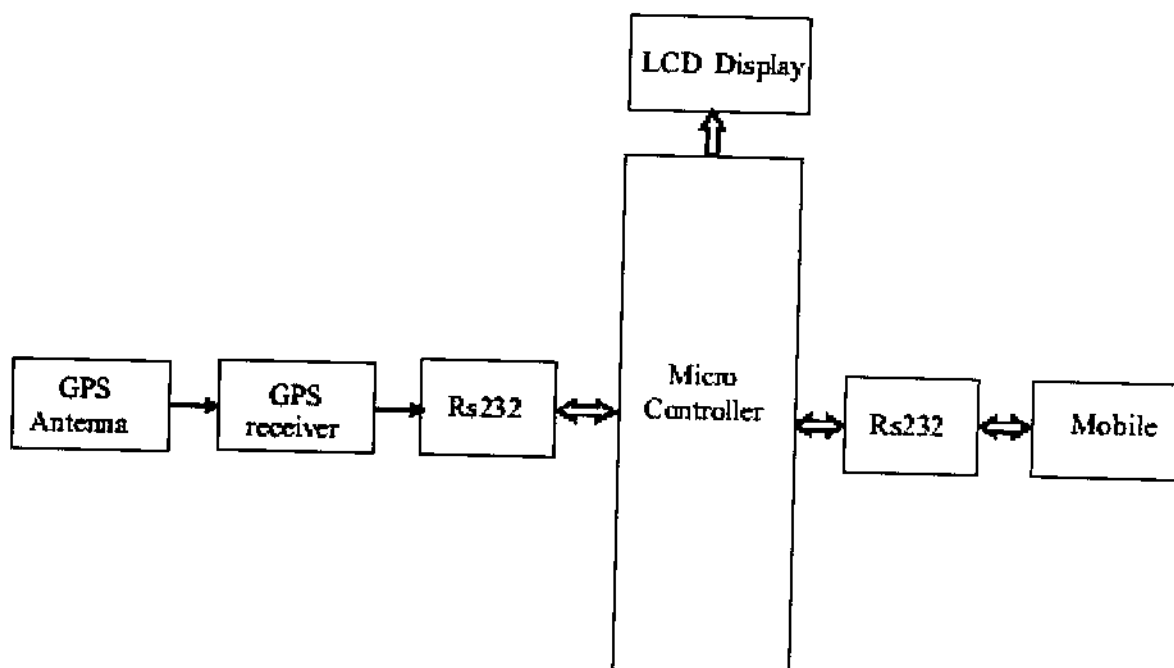 LCD Display
GPS
Antenna
GPS
receiver
Rs232
Micro
Controller
Rs232
Mobile